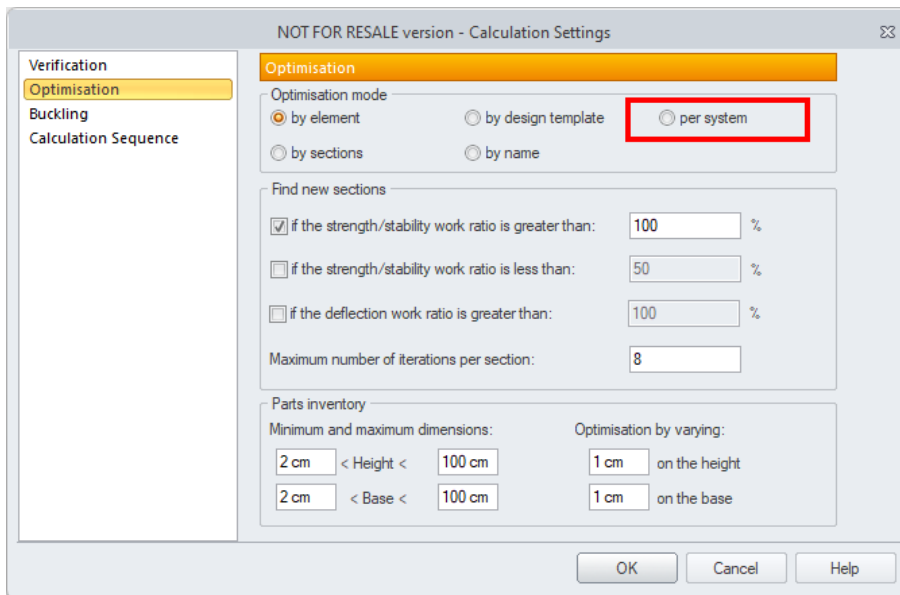 NOT FOR RESALE version - Calculation Settings
Verification
Optimisation
Buckling
Calculation Sequence
Optimisation
Optimisation mode
by element by design template per system
by sections by name
Find new sections
if the strength/stability work ratio is greater than: 100 %
if the strength/stability work ratio is less than: 50 %
if the deflection work ratio is greater than: 100 %
Maximum number of iterations per section: 8
Parts inventory
Minimum and maximum dimensions: Optimisation by varying:
2 cm < Height < 100 cm 1 cm on the height
2 cm < Base < 100 cm 1 cm on the base
OK Cancel Help